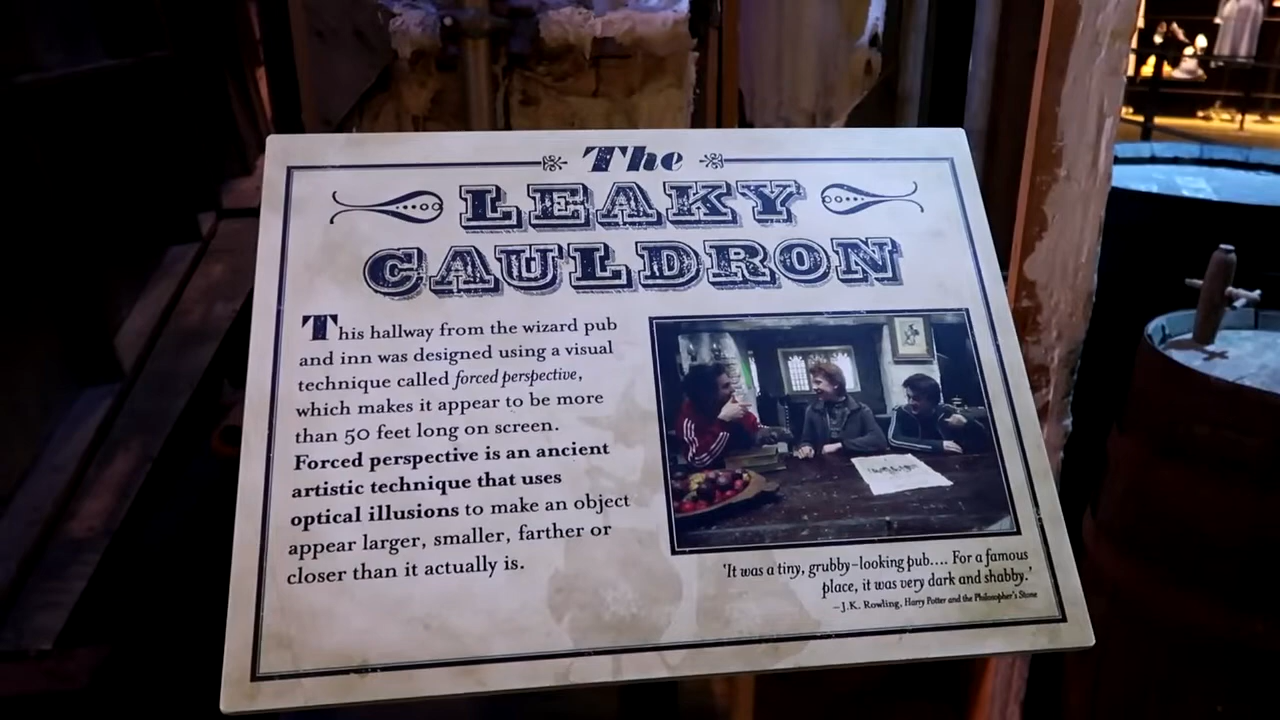 The
LEAKY
CAULDRON
This hallway from the wizard pub
and inn was designed using a visual
technique called forced perspective,
which makes it appear to be more
than 50 feet long on screen.
Forced perspective is an ancient
artistic technique that uses
optical illusions to make an object
appear larger, smaller, farther or
closer than it actually is.
'It was a tiny, grubby-looking pub.... For a famous
place, it was very dark and shabby.'
–J.K. Rowling, Harry Potter and the Philosopher's Stone